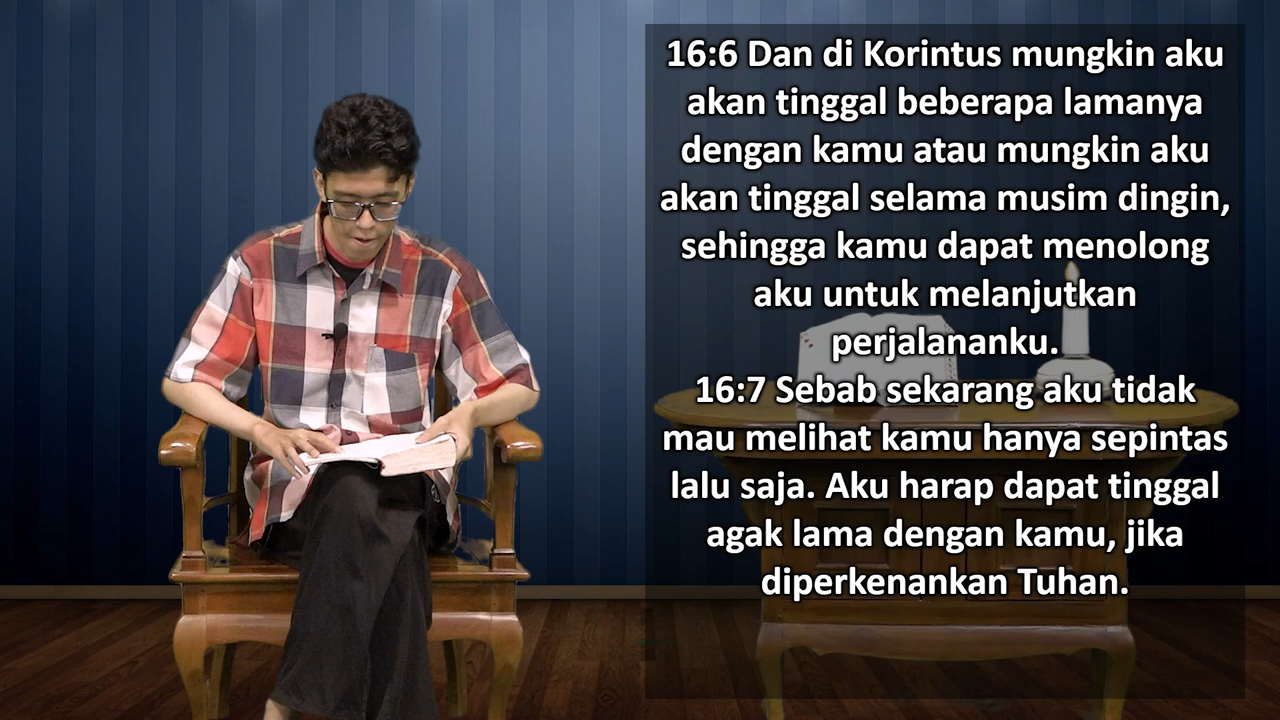 16:6 Dan di Korintus mungkin aku
akan tinggal beberapa lamanya
dengan kamu atau mungkin aku
akan tinggal selama musim dingin,
sehingga kamu dapat menolong
aku untuk melanjutkan
perjalananku.
16:7 Sebab sekarang aku tidak
mau melihat kamu hanya sepintas
lalu saja. Aku harap dapat tinggal
agak lama dengan kamu, jika
diperkenankan Tuhan.